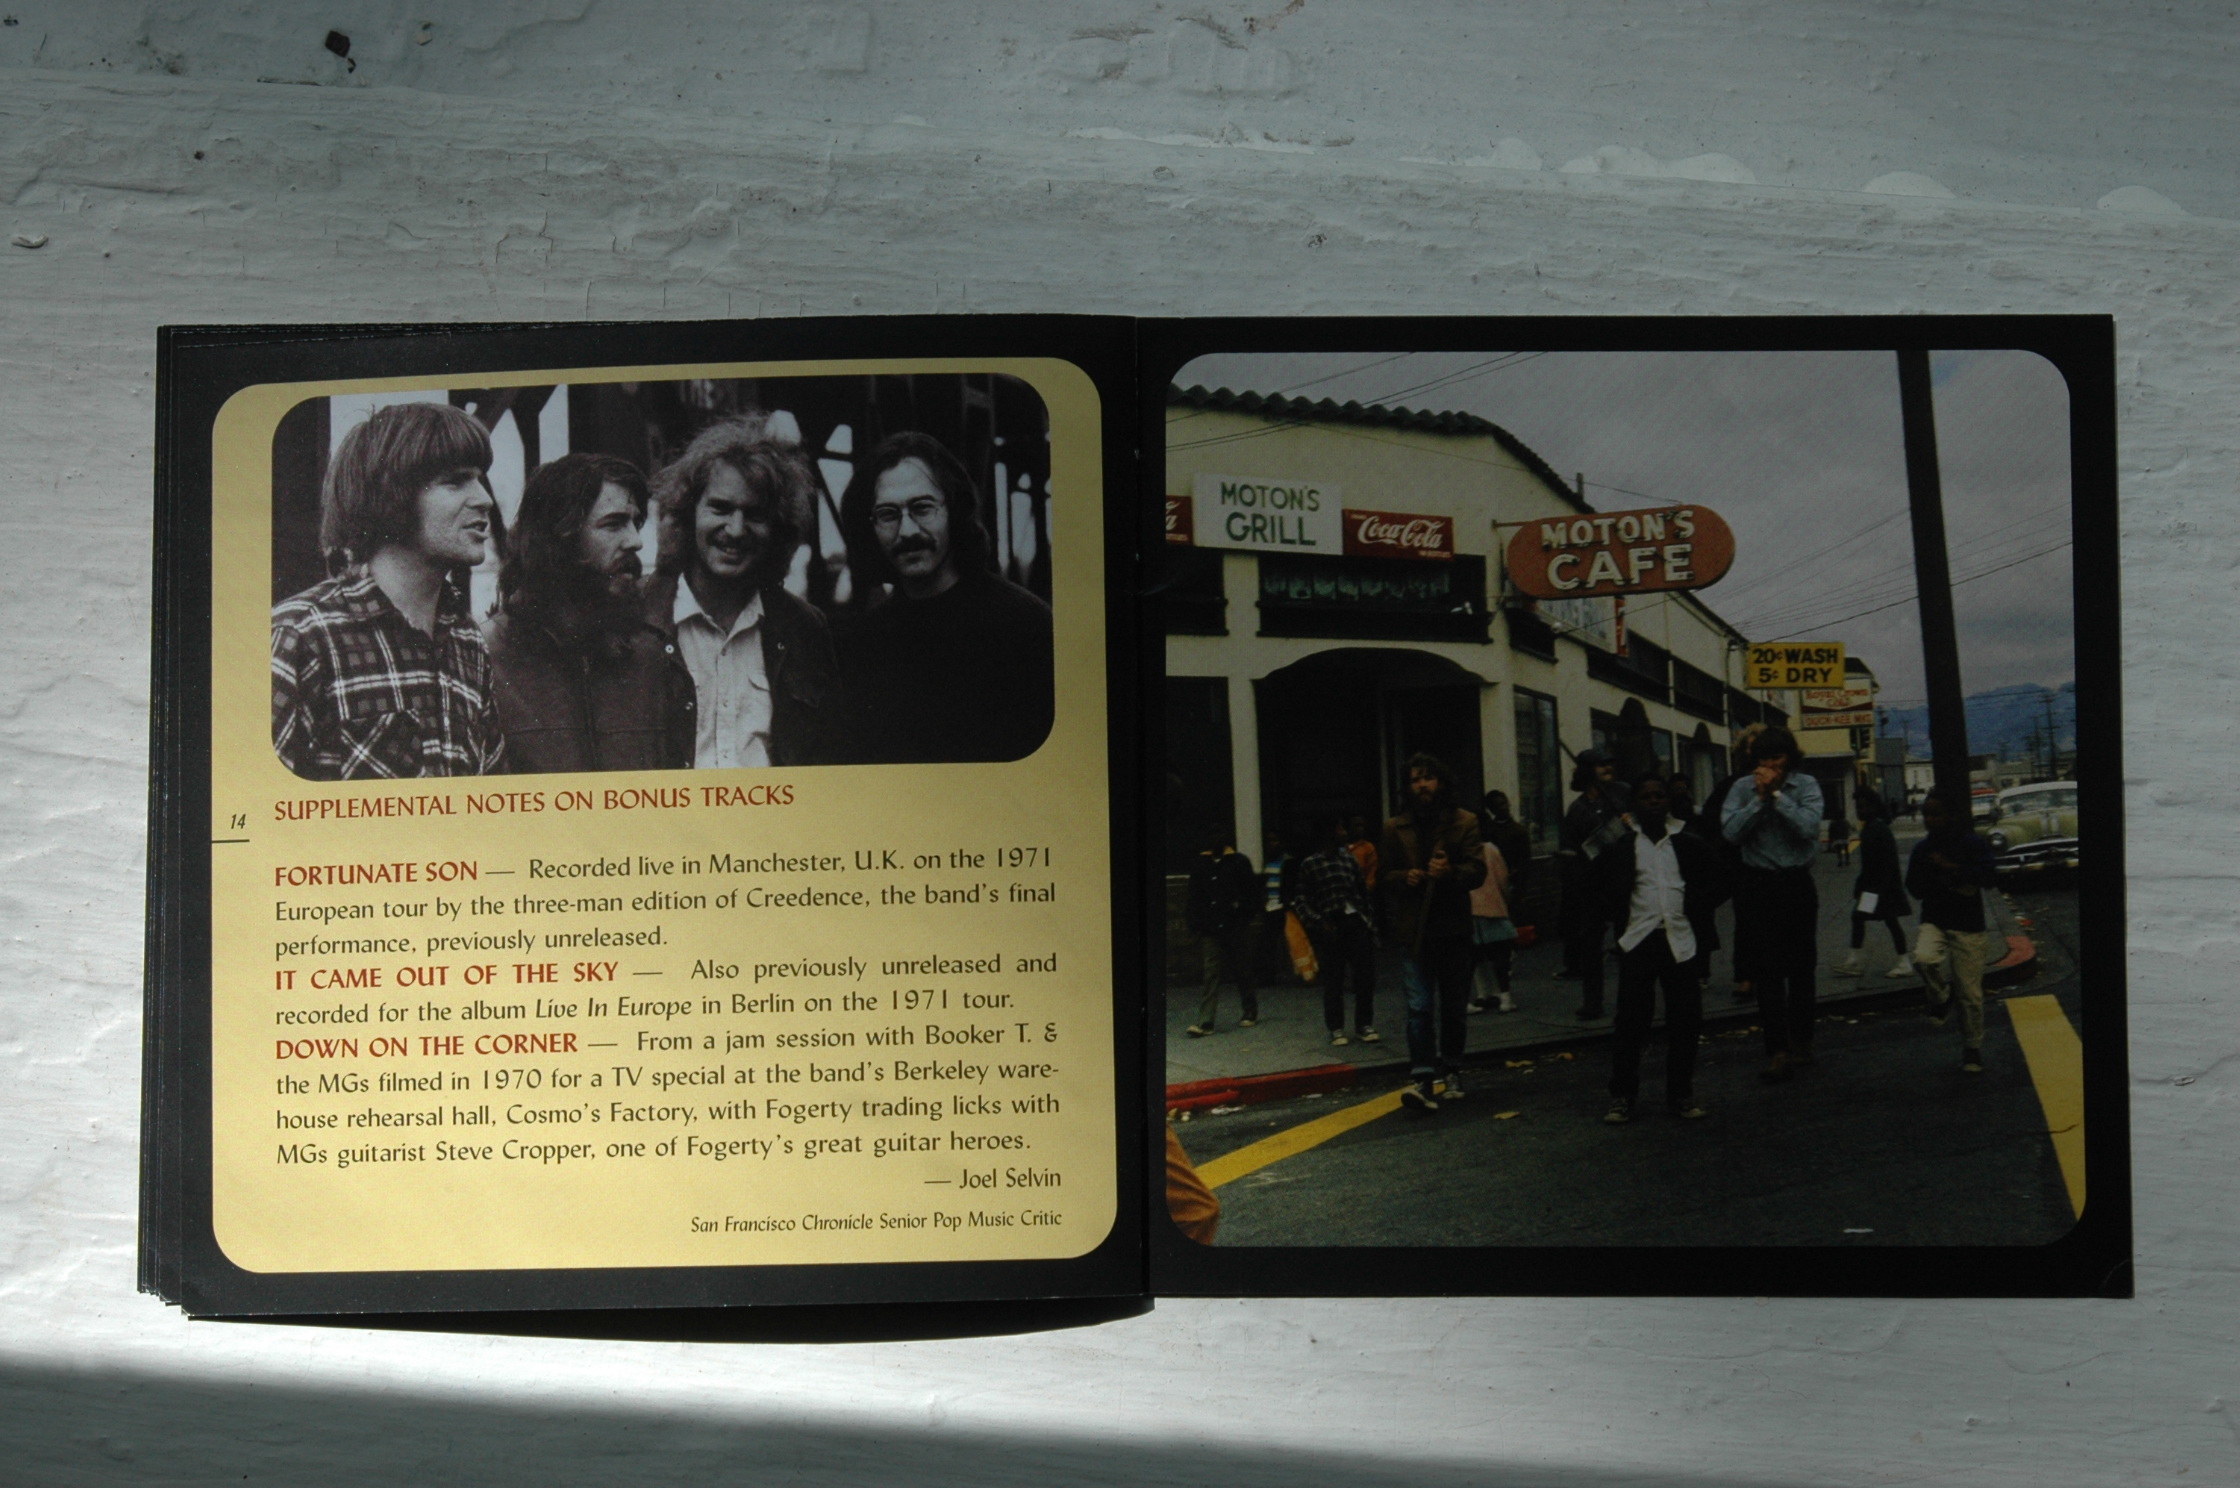 14
SUPPLEMENTAL NOTES ON BONUS TRACKS
FORTUNATE SON — Recorded live in Manchester, U.K. on the 1971
European tour by the three-man edition of Creedence, the band's final
performance, previously unreleased.
IT CAME OUT OF THE SKY — Also previously unreleased and
recorded for the album Live In Europe in Berlin on the 1971 tour.
DOWN ON THE CORNER — From a jam session with Booker T. &
the MGs filmed in 1970 for a TV special at the band's Berkeley ware-
house rehearsal hall, Cosmo's Factory, with Fogerty trading licks with
MGs guitarist Steve Cropper, one of Fogerty's great guitar heroes.
— Joel Selvin
San Francisco Chronicle Senior Pop Music Critic
MOTON'S
GRILL
Coca-Cola
MOTON'S
CAFE
20¢ WASH
5¢ DRY